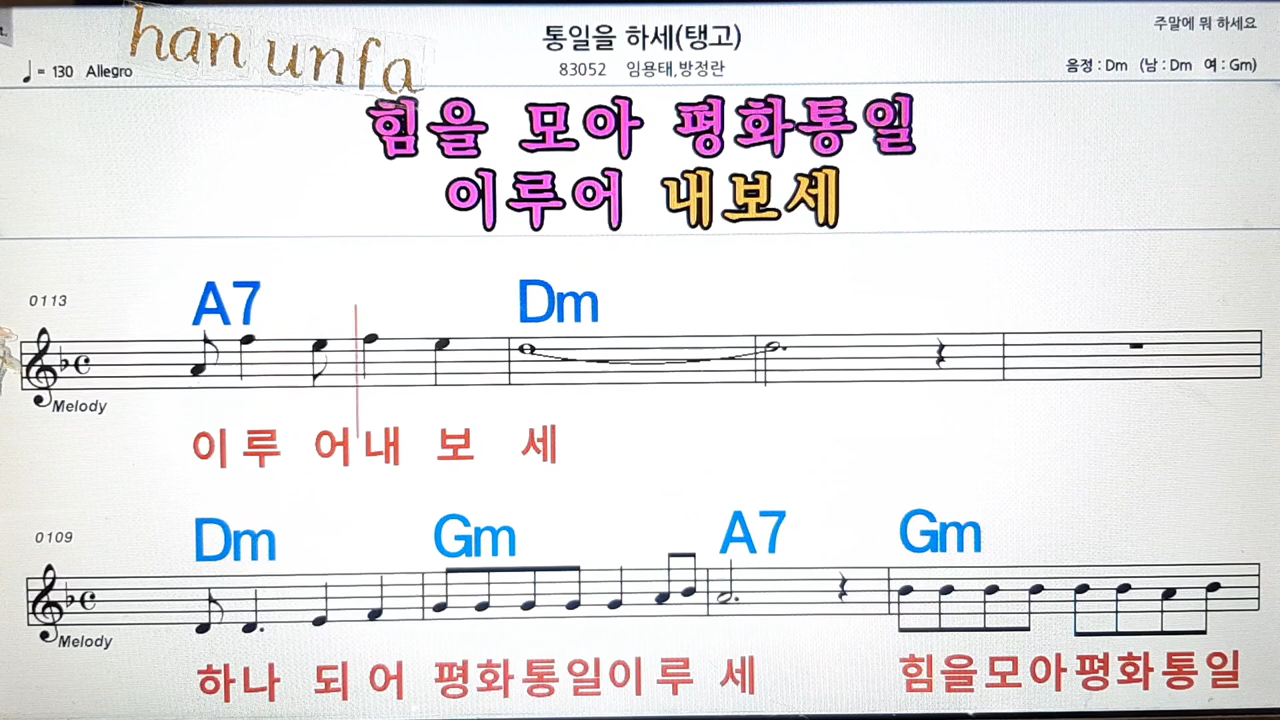 t.
han unfa
통일을 하세(탱고)
주말에 뭐 하세요
♩ = 130 Allegro
83052 임용태,방정란
음정 : Dm (남 : Dm 여 : Gm)
힘을 모아 평화통일
이루어 내보세
0113
A7 Dm
Melody
이루 어내 보 세
0109
Dm Gm A7 Gm
Melody
하나 되어 평화통일이루 세 힘을모아평화통일